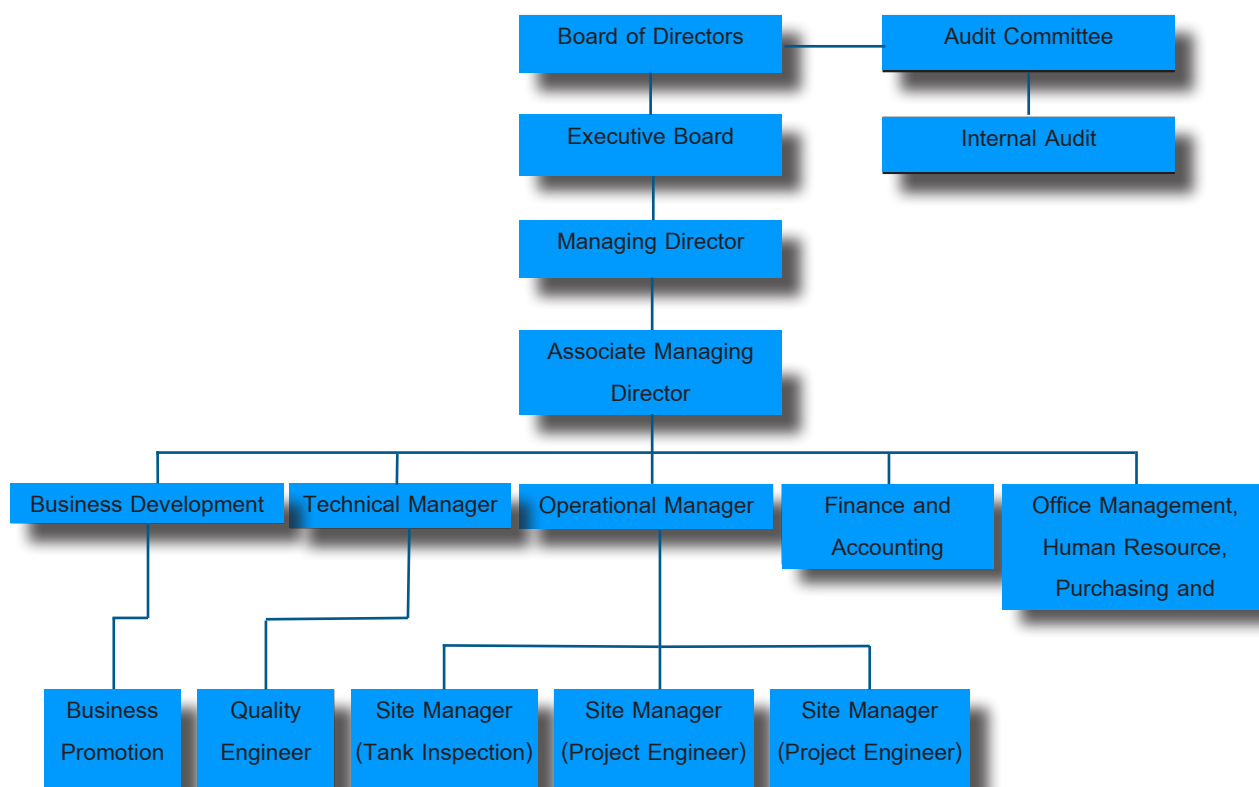 Board of Directors
Audit Committee
Executive Board
Internal Audit
Managing Director
Associate Managing
Director
Business Development
Technical Manager
Operational Manager
Finance and
Accounting
Office Management,
Human Resource,
Purchasing and
Business
Promotion
Quality
Engineer
Site Manager
(Tank Inspection)
Site Manager
(Project Engineer)
Site Manager
(Project Engineer)